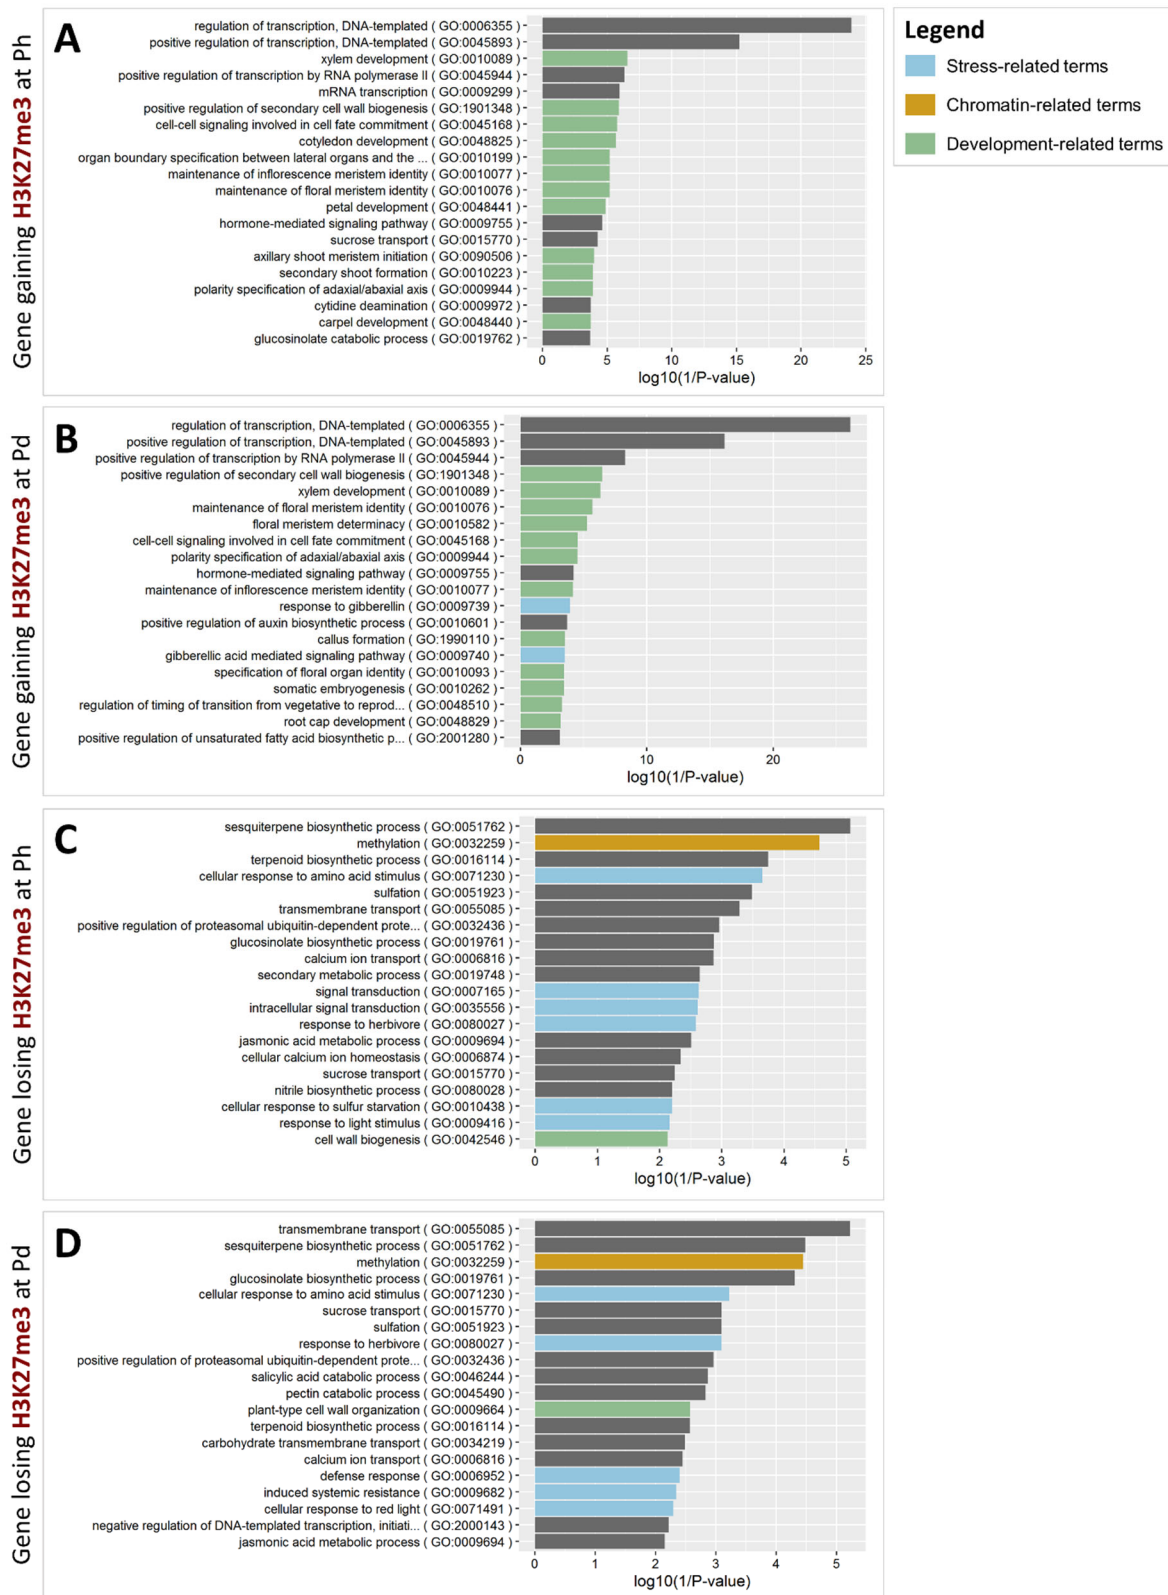 Gene gaining H3K27me3 at Ph
A
regulation of transcription, DNA-templated ( GO:0006355 )
positive regulation of transcription, DNA-templated ( GO:0045893 )
xylem development ( GO:0010089 )
positive regulation of transcription by RNA polymerase II ( GO:0045944 )
mRNA transcription ( GO:0009299 )
positive regulation of secondary cell wall biogenesis ( GO:1901348 )
cell-cell signaling involved in cell fate commitment ( GO:0045168 )
cotyledon development ( GO:0048825 )
organ boundary specification between lateral organs and the ... ( GO:0010199 )
maintenance of inflorescence meristem identity ( GO:0010077 )
maintenance of floral meristem identity ( GO:0010076 )
petal development ( GO:0048441 )
hormone-mediated signaling pathway ( GO:0009755 )
sucrose transport ( GO:0015770 )
axillary shoot meristem initiation ( GO:0090506 )
secondary shoot formation ( GO:0010223 )
polarity specification of adaxial/abaxial axis ( GO:0009944 )
cytidine deamination ( GO:0009972 )
carpel development ( GO:0048440 )
glucosinolate catabolic process ( GO:0019762 )
0 5 10 15 20 25
log10(1/P-value)
Legend
Stress-related terms
Chromatin-related terms
Development-related terms
Gene gaining H3K27me3 at Pd
B
regulation of transcription, DNA-templated ( GO:0006355 )
positive regulation of transcription, DNA-templated ( GO:0045893 )
positive regulation of transcription by RNA polymerase II ( GO:0045944 )
positive regulation of secondary cell wall biogenesis ( GO:1901348 )
xylem development ( GO:0010089 )
maintenance of floral meristem identity ( GO:0010076 )
floral meristem determinacy ( GO:0010582 )
cell-cell signaling involved in cell fate commitment ( GO:0045168 )
polarity specification of adaxial/abaxial axis ( GO:0009944 )
hormone-mediated signaling pathway ( GO:0009755 )
maintenance of inflorescence meristem identity ( GO:0010077 )
response to gibberellin ( GO:0009739 )
positive regulation of auxin biosynthetic process ( GO:0010601 )
callus formation ( GO:1990110 )
gibberellic acid mediated signaling pathway ( GO:0009740 )
specification of floral organ identity ( GO:0010093 )
somatic embryogenesis ( GO:0010262 )
regulation of timing of transition from vegetative to reprod... ( GO:0048510 )
root cap development ( GO:0048829 )
positive regulation of unsaturated fatty acid biosynthetic p... ( GO:2001280 )
0 10 20
log10(1/P-value)
Gene losing H3K27me3 at Ph
C
sesquiterpene biosynthetic process ( GO:0051762 )
methylation ( GO:0032259 )
terpenoid biosynthetic process ( GO:0016114 )
cellular response to amino acid stimulus ( GO:0071230 )
sulfation ( GO:0051923 )
transmembrane transport ( GO:0055085 )
positive regulation of proteasomal ubiquitin-dependent prote... ( GO:0032436 )
glucosinolate biosynthetic process ( GO:0019761 )
calcium ion transport ( GO:0006816 )
secondary metabolic process ( GO:0019748 )
signal transduction ( GO:0007165 )
intracellular signal transduction ( GO:0035556 )
response to herbivore ( GO:0080027 )
jasmonic acid metabolic process ( GO:0009694 )
cellular calcium ion homeostasis ( GO:0006874 )
sucrose transport ( GO:0015770 )
nitrile biosynthetic process ( GO:0080028 )
cellular response to sulfur starvation ( GO:0010438 )
response to light stimulus ( GO:0009416 )
cell wall biogenesis ( GO:0042546 )
0 1 2 3 4 5
log10(1/P-value)
Gene losing H3K27me3 at Pd
D
transmembrane transport ( GO:0055085 )
sesquiterpene biosynthetic process ( GO:0051762 )
methylation ( GO:0032259 )
glucosinolate biosynthetic process ( GO:0019761 )
cellular response to amino acid stimulus ( GO:0071230 )
sucrose transport ( GO:0015770 )
sulfation ( GO:0051923 )
response to herbivore ( GO:0080027 )
positive regulation of proteasomal ubiquitin-dependent prote... ( GO:0032436 )
salicylic acid catabolic process ( GO:0046244 )
pectin catabolic process ( GO:0045490 )
plant-type cell wall organization ( GO:0009664 )
terpenoid biosynthetic process ( GO:0016114 )
carbohydrate transmembrane transport ( GO:0034219 )
calcium ion transport ( GO:0006816 )
defense response ( GO:0006952 )
induced systemic resistance ( GO:0009682 )
cellular response to red light ( GO:0071491 )
negative regulation of DNA-templated transcription, initiati... ( GO:2000143 )
jasmonic acid metabolic process ( GO:0009694 )
0 1 2 3 4 5
log10(1/P-value)